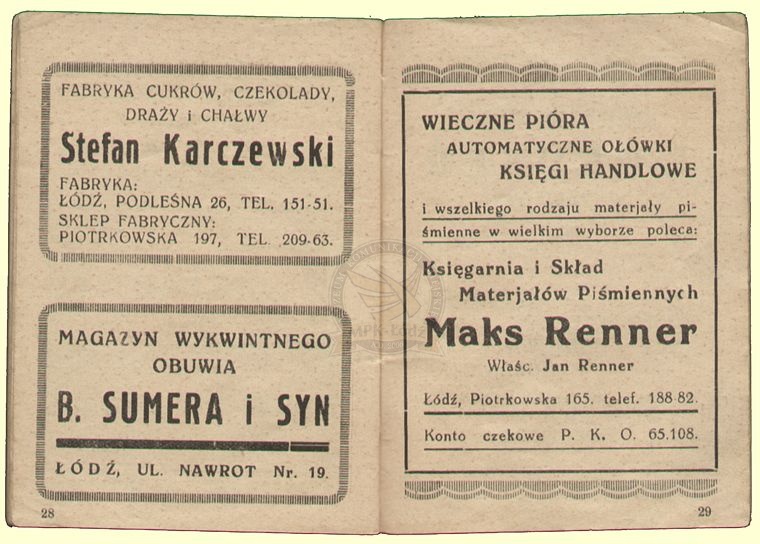 FABRYKA CUKRÓW, CZEKOLADY,
DRAŻY i CHAŁWY
Stefan Karczewski
FABRYKA:
ŁÓDŹ, PODLEŚNA 26, TEL. 151-51.
SKLEP FABRYCZNY:
PIOTRKOWSKA 197, TEL. 209-63.
MAGAZYN WYKWINTNEGO
OBUWIA
B. SUMERA i SYN
ŁÓDŹ, UL. NAWROT Nr. 19.
28
WIECZNE PIÓRA
AUTOMATYCZNE OŁÓWKI
KSIĘGI HANDLOWE
i wszelkiego rodzaju materjały pi-
śmienne w wielkim wyborze poleca:
Księgarnia i Skład
Materjałów Piśmiennych
Maks Renner
Właśc. Jan Renner
Łódź, Piotrkowska 165. telef. 188-82.
Konto czekowe P. K. O. 65.108.
29
MPK-Łódź